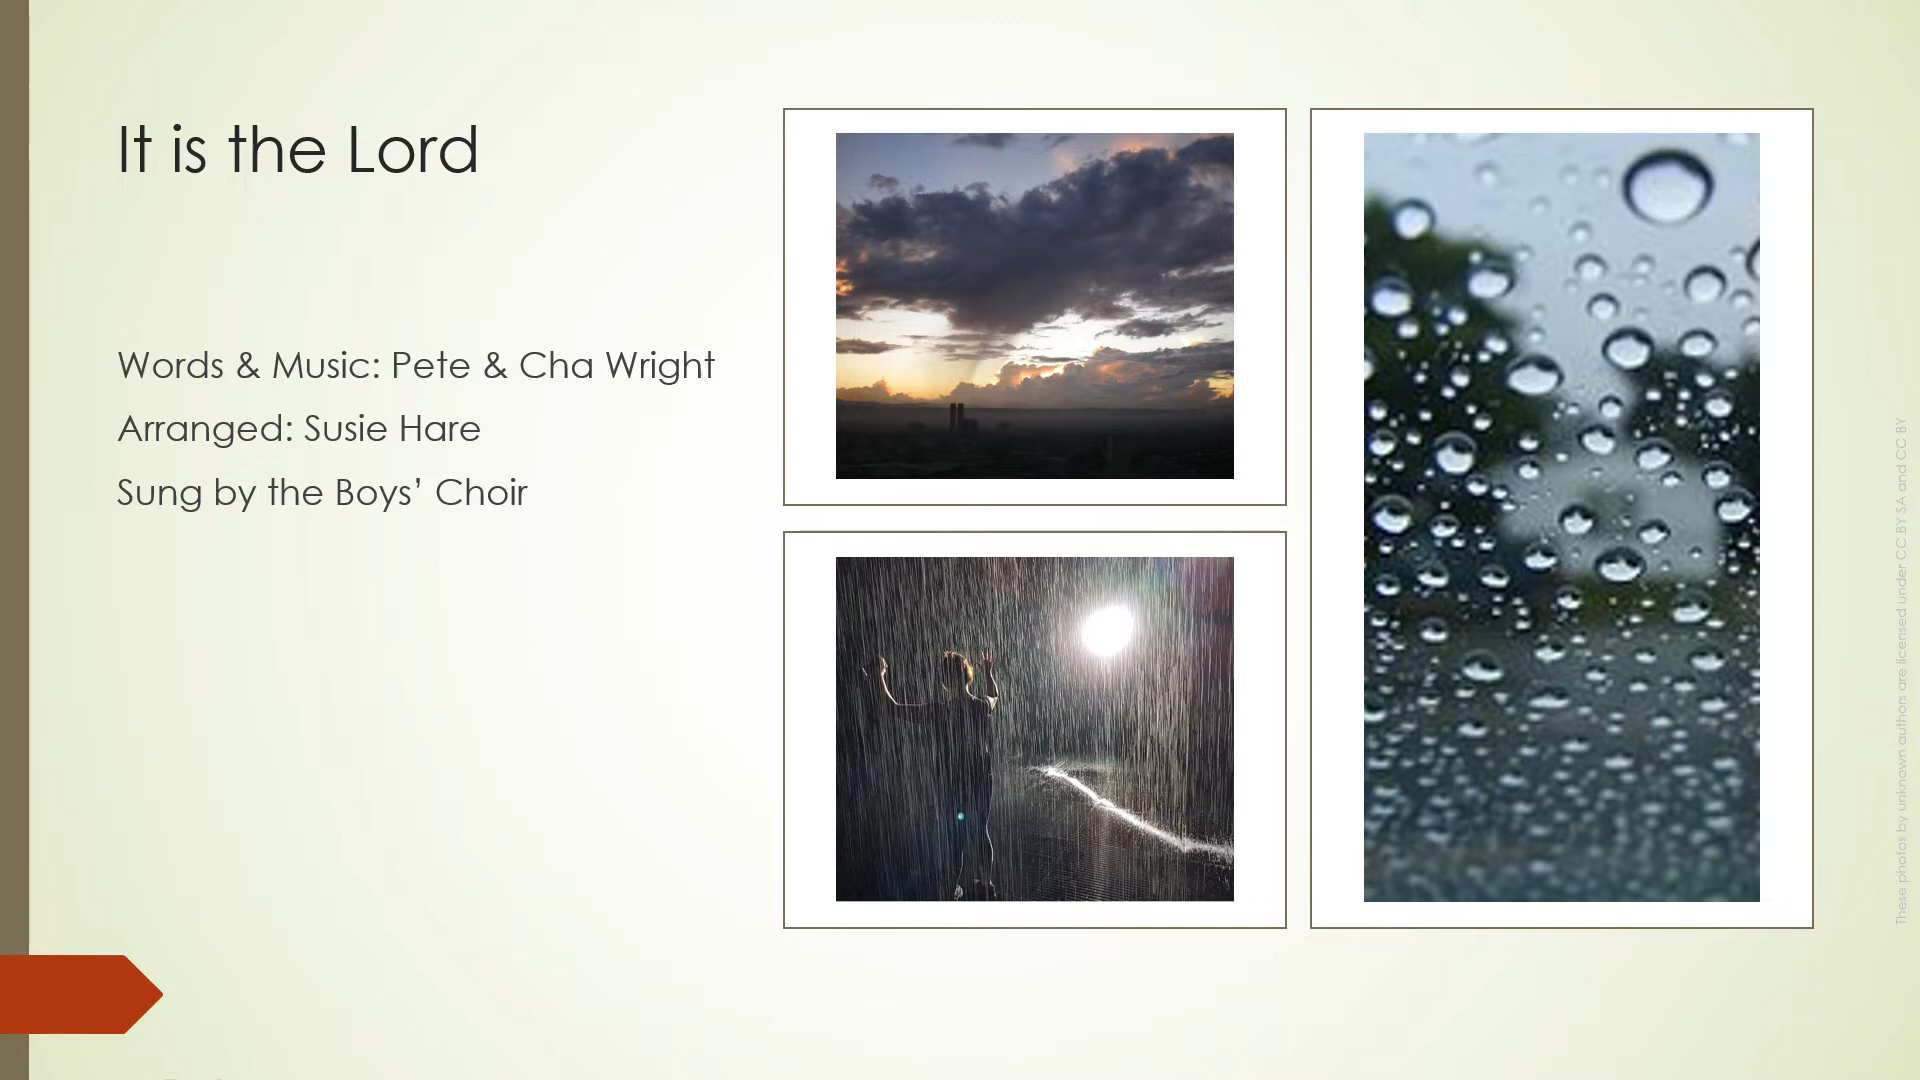 It is the Lord
Words & Music: Pete & Cha Wright
Arranged: Susie Hare
Sung by the Boys’ Choir
These photos by unknown authors are licensed under CC BY SA and CC BY